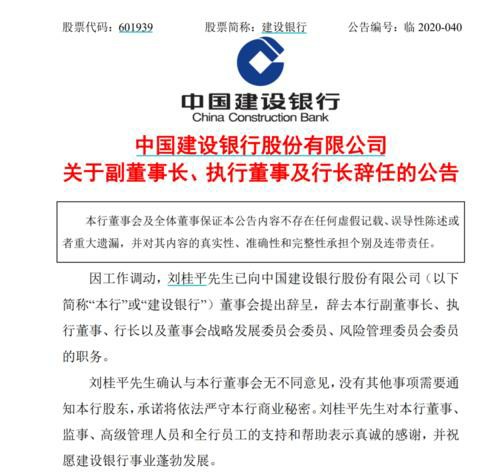 股票代码：601939 股票简称：建设银行 公告编号：临 2020-040
中国建设银行
China Construction Bank
中国建设银行股份有限公司
关于副董事长、执行董事及行长辞任的公告
本行董事会及全体董事保证本公告内容不存在任何虚假记载、误导性陈述或
者重大遗漏，并对其内容的真实性、准确性和完整性承担个别及连带责任。
因工作调动，刘桂平先生已向中国建设银行股份有限公司（以下
简称“本行”或“建设银行”）董事会提出辞呈，辞去本行副董事长、执
行董事、行长以及董事会战略发展委员会委员、风险管理委员会委员
的职务。
刘桂平先生确认与本行董事会无不同意见，没有其他事项需要通
知本行股东，承诺将依法严守本行商业秘密。刘桂平先生对本行董事、
监事、高级管理人员和全行员工的支持和帮助表示真诚的感谢，并祝
愿建设银行事业蓬勃发展。